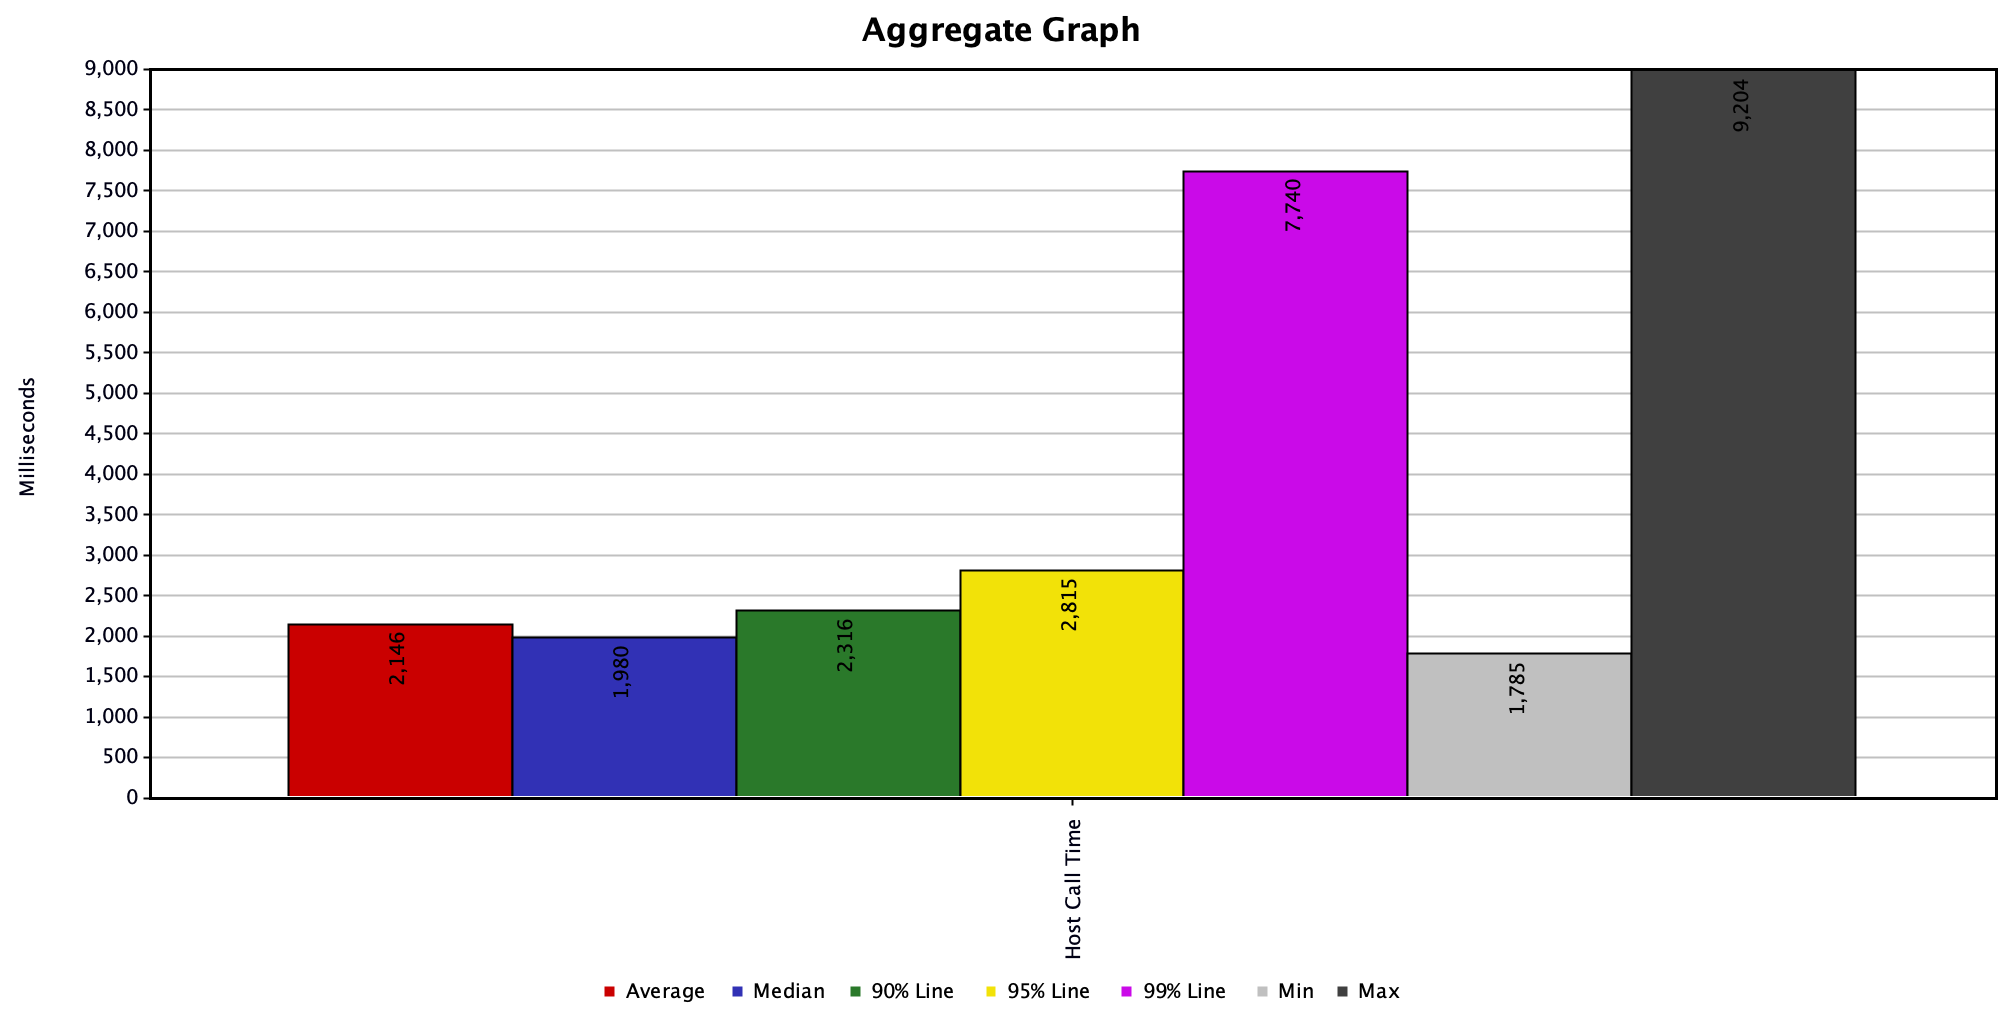 Aggregate Graph
9,000
8,500
8,000
7,500
7,000
6,500
6,000
5,500
5,000
4,500
4,000
3,500
3,000
2,500
2,000
1,500
1,000
500
0
Milliseconds
2,146
1,980
2,316
2,815
7,740
1,785
9,204
Host Call Time
Average
Median
90% Line
95% Line
99% Line
Min
Max